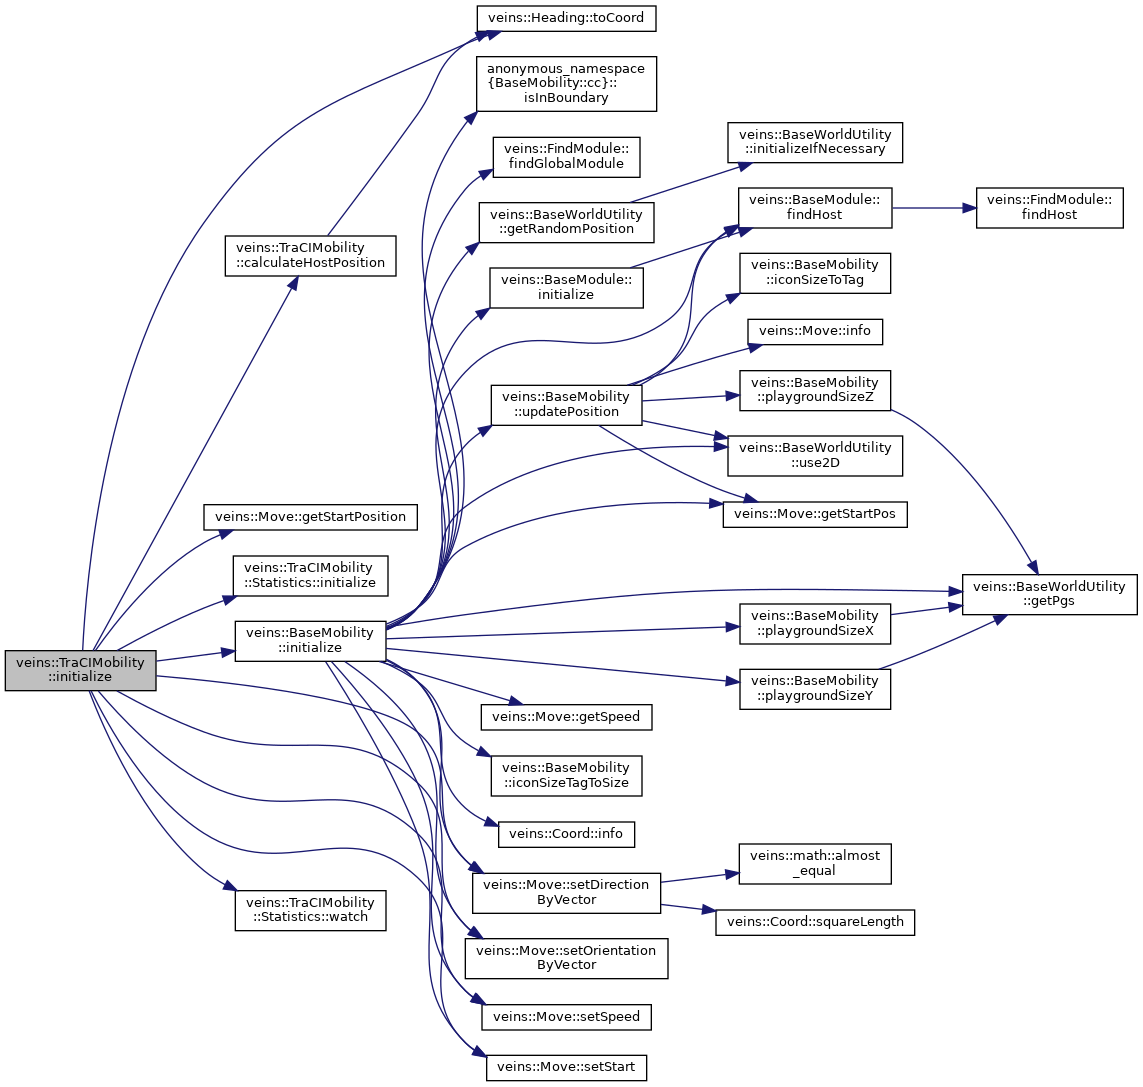 veins::Heading::toCoord
anonymous_namespace
{BaseMobility::cc}::
isInBoundary
veins::FindModule::
findGlobalModule
veins::BaseWorldUtility
::initializeIfNecessary
veins::BaseWorldUtility
::getRandomPosition
veins::BaseModule::
findHost
veins::FindModule::
findHost
veins::TraCIMobility
::calculateHostPosition
veins::BaseModule::
initialize
veins::BaseMobility
::iconSizeToTag
veins::Move::info
veins::BaseMobility
::updatePosition
veins::BaseMobility
::playgroundSizeZ
veins::BaseWorldUtility
::use2D
veins::Move::getStartPos
veins::Move::getStartPosition
veins::TraCIMobility
::Statistics::initialize
veins::BaseWorldUtility
::getPgs
veins::BaseMobility
::playgroundSizeX
veins::BaseMobility
::initialize
veins::TraCIMobility
::initialize
veins::BaseMobility
::playgroundSizeY
veins::Move::getSpeed
veins::BaseMobility
::iconSizeTagToSize
veins::Coord::info
veins::math::almost
_equal
veins::Move::setDirection
ByVector
veins::Coord::squareLength
veins::TraCIMobility
::Statistics::watch
veins::Move::setOrientation
ByVector
veins::Move::setSpeed
veins::Move::setStart